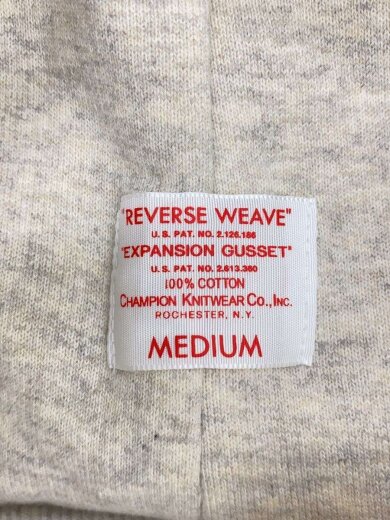 "REVERSE WEAVE"
U.S. PAT. NO. 2.126.186
"EXPANSION GUSSET"
U.S. PAT. NO. 2.613.360
100% COTTON
CHAMPION KNITWEAR CO., INC.
ROCHESTER, N.Y.
MEDIUM